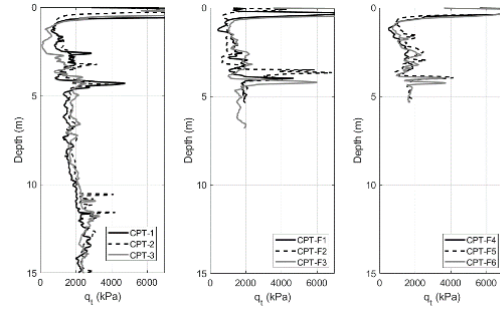 0
5
10
15
Depth (m)
0 2000 4000 6000
q_t (kPa)
CPT-1
CPT-2
CPT-3
0
5
10
15
Depth (m)
0 2000 4000 6000
q_t (kPa)
CPT-F1
CPT-F2
CPT-F3
0
5
10
15
Depth (m)
0 2000 4000 6000
q_t (kPa)
CPT-F4
CPT-F5
CPT-F6